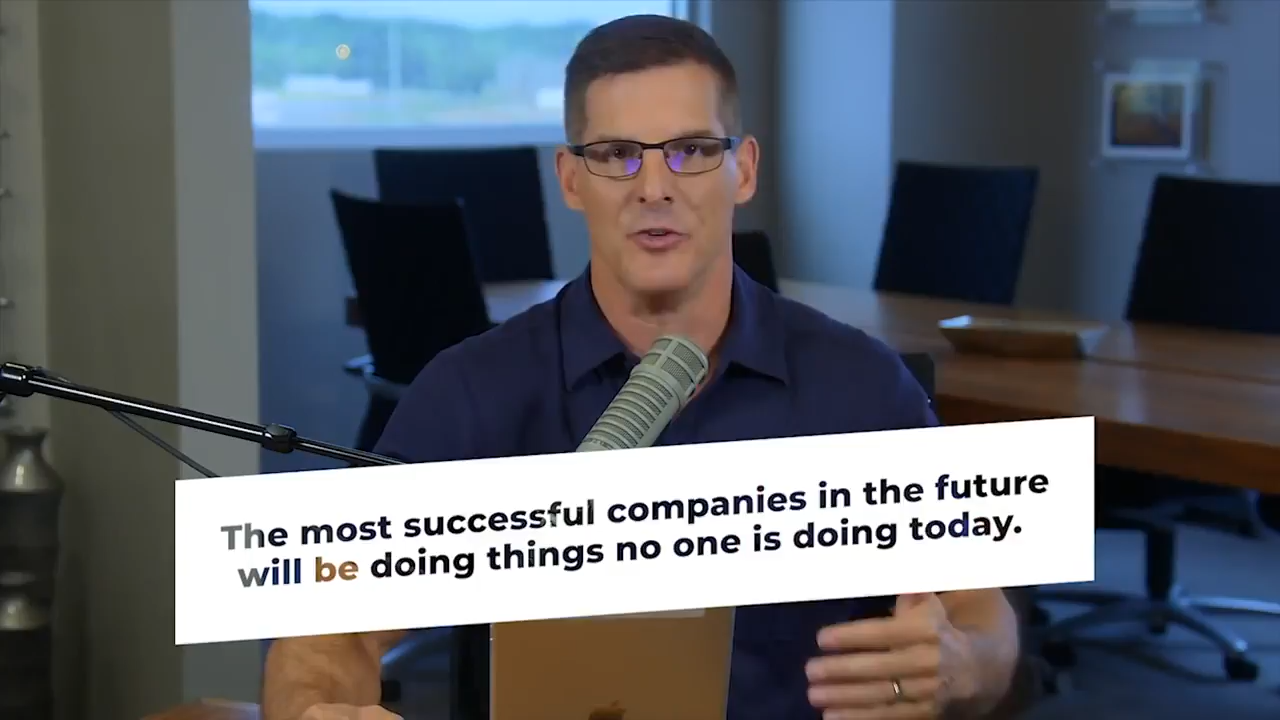 The most successful companies in the future
will be doing things no one is doing today.